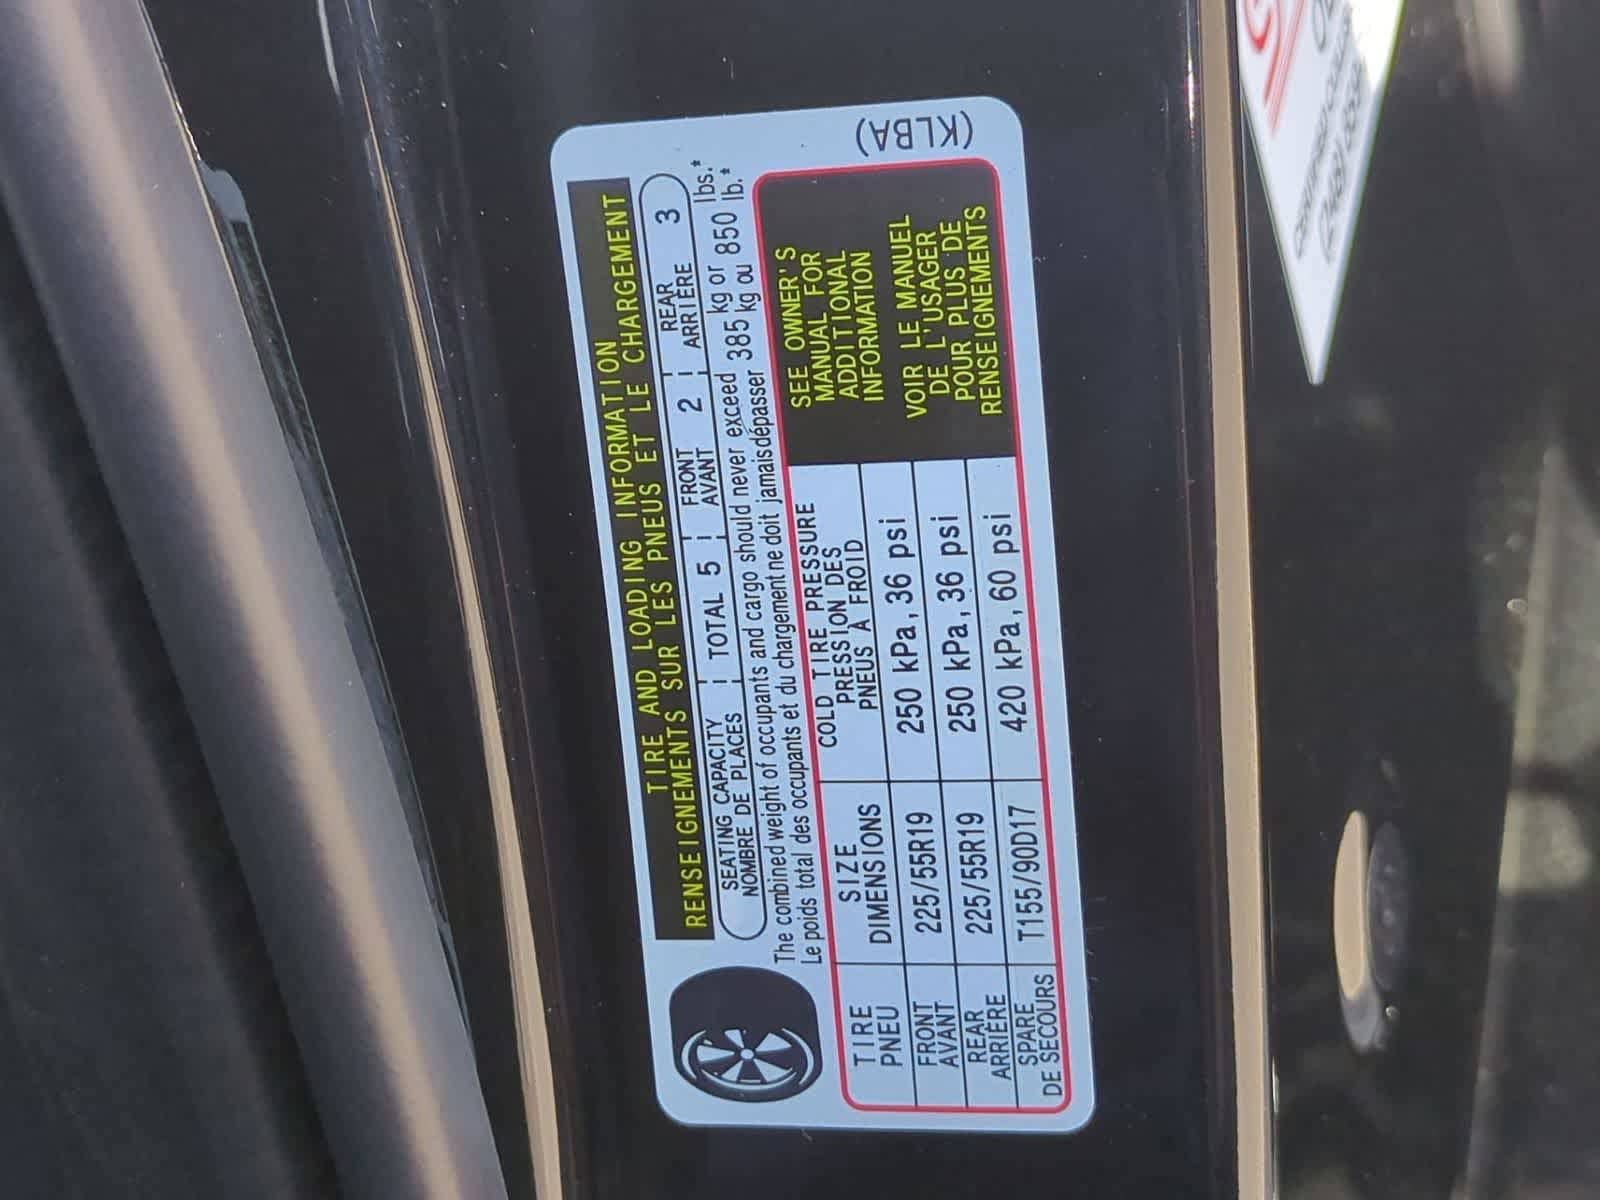 (KLBA)
TIRE AND LOADING INFORMATION
RENSEIGNEMENTS SUR LES PNEUS ET LE CHARGEMENT
SEATING CAPACITY TOTAL 5 FRONT 2 REAR 3
NOMBRE DE PLACES AVANT ARRIÈRE
The combined weight of occupants and cargo should never exceed 385 kg or 850 lbs.*
Le poids total des occupants et du chargement ne doit jamais dépasser 385 kg ou 850 lb.*
TIRE SIZE COLD TIRE PRESSURE
PNEU DIMENSIONS PRESSION DES
PNEUS À FROID
FRONT 225/55R19 250 kPa, 36 psi
AVANT
REAR 225/55R19 250 kPa, 36 psi
ARRIÈRE
SPARE T155/90D17 420 kPa, 60 psi
DE SECOURS
SEE OWNER'S
MANUAL FOR
ADDITIONAL
INFORMATION
VOIR LE MANUEL
DE L'USAGER
POUR PLUS DE
RENSEIGNEMENTS